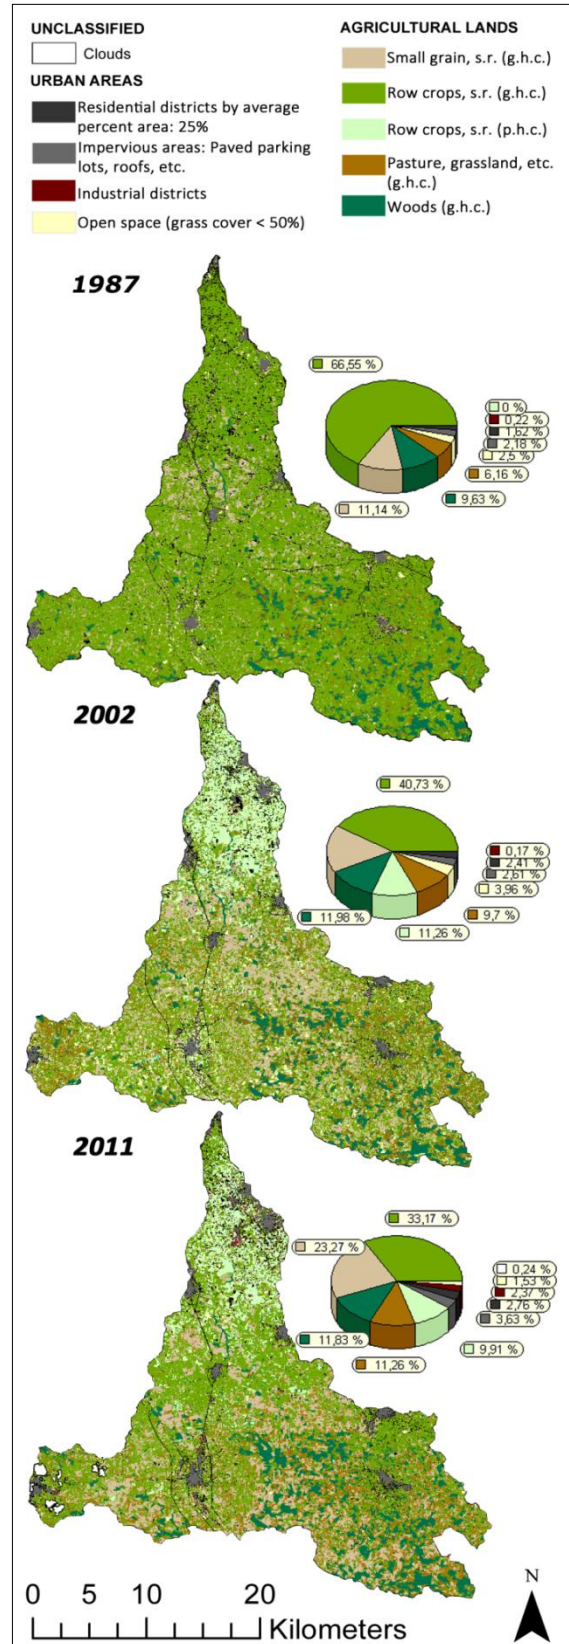 UNCLASSIFIED
Clouds
URBAN AREAS
Residential districts by average
percent area: 25%
Impervious areas: Paved parking
lots, roofs, etc.
Industrial districts
Open space (grass cover < 50%)
AGRICULTURAL LANDS
Small grain, s.r. (g.h.c.)
Row crops, s.r. (g.h.c.)
Row crops, s.r. (p.h.c.)
Pasture, grassland, etc.
(g.h.c.)
Woods (g.h.c.)
1987
66,55 %
0 %
0,22 %
1,62 %
2,18 %
2,5 %
6,16 %
9,63 %
11,14 %
2002
40,73 %
0,17 %
2,41 %
2,61 %
3,96 %
9,7 %
11,98 %
11,26 %
2011
33,17 %
23,27 %
0,24 %
1,53 %
2,37 %
2,76 %
3,63 %
11,83 %
9,91 %
11,26 %
N
0 5 10 20
Kilometers